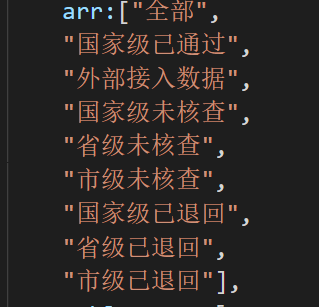 arr:["全部",
"国家级已通过",
"外部接入数据",
"国家级未核查",
"省级未核查",
"市级未核查",
"国家级已退回",
"省级已退回",
"市级已退回"],